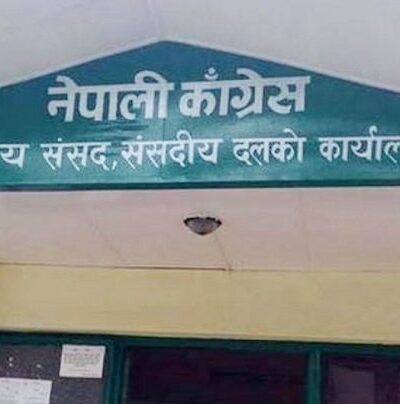 नेपाली काँग्रेस
य संसद, संसदीय दलको कार्याल